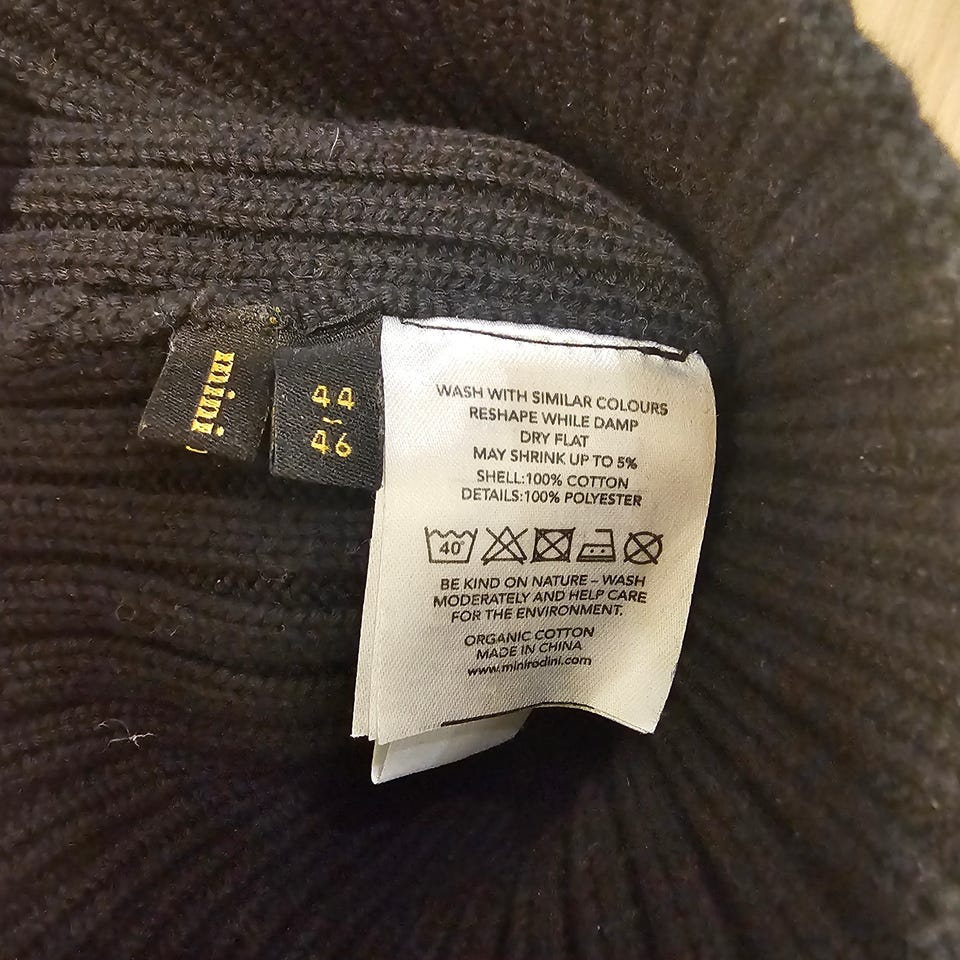 mini
44
~
46
WASH WITH SIMILAR COLOURS
RESHAPE WHILE DAMP
DRY FLAT
MAY SHRINK UP TO 5%
SHELL:100% COTTON
DETAILS:100% POLYESTER
40°
BE KIND ON NATURE – WASH
MODERATELY AND HELP CARE
FOR THE ENVIRONMENT.
ORGANIC COTTON
MADE IN CHINA
www.minirodini.com